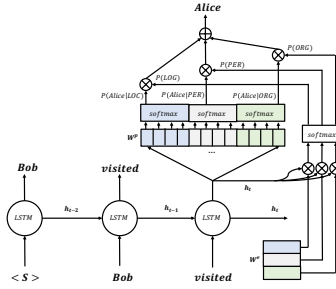 Alice
P(ORG)
P(LOG)
P(PER)
P(Alice|LOC) P(Alice|PER) P(Alice|ORG)
softmax softmax softmax
W^p
softmax
...
Bob visited
h_t
LSTM h_{t-2} LSTM h_{t-1} LSTM h_t
W^e
< S > Bob visited